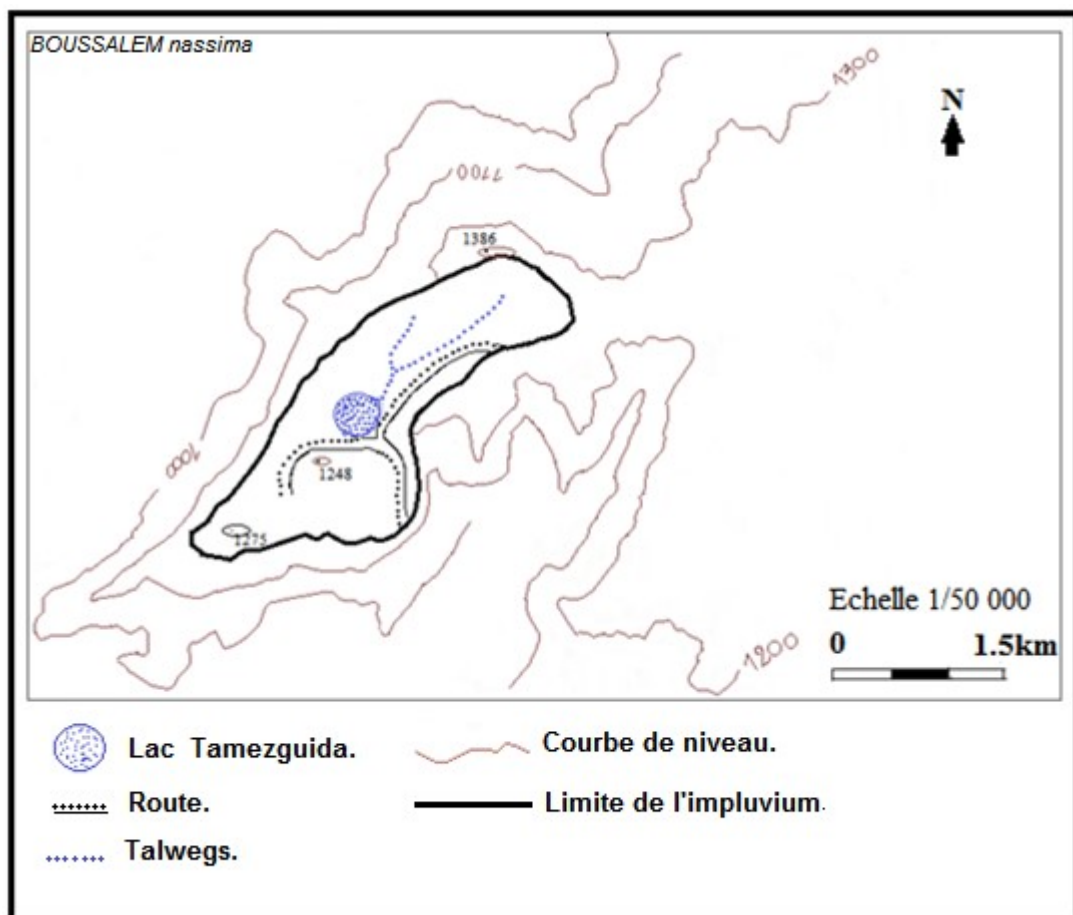 BOUSSALEM nassima
1300
N
1100
1386
1000
1248
1275
Echelle 1/50 000
0 1.5km
1200
Lac Tamezguida.
Courbe de niveau.
Route.
Limite de l'impluvium.
Talwegs.